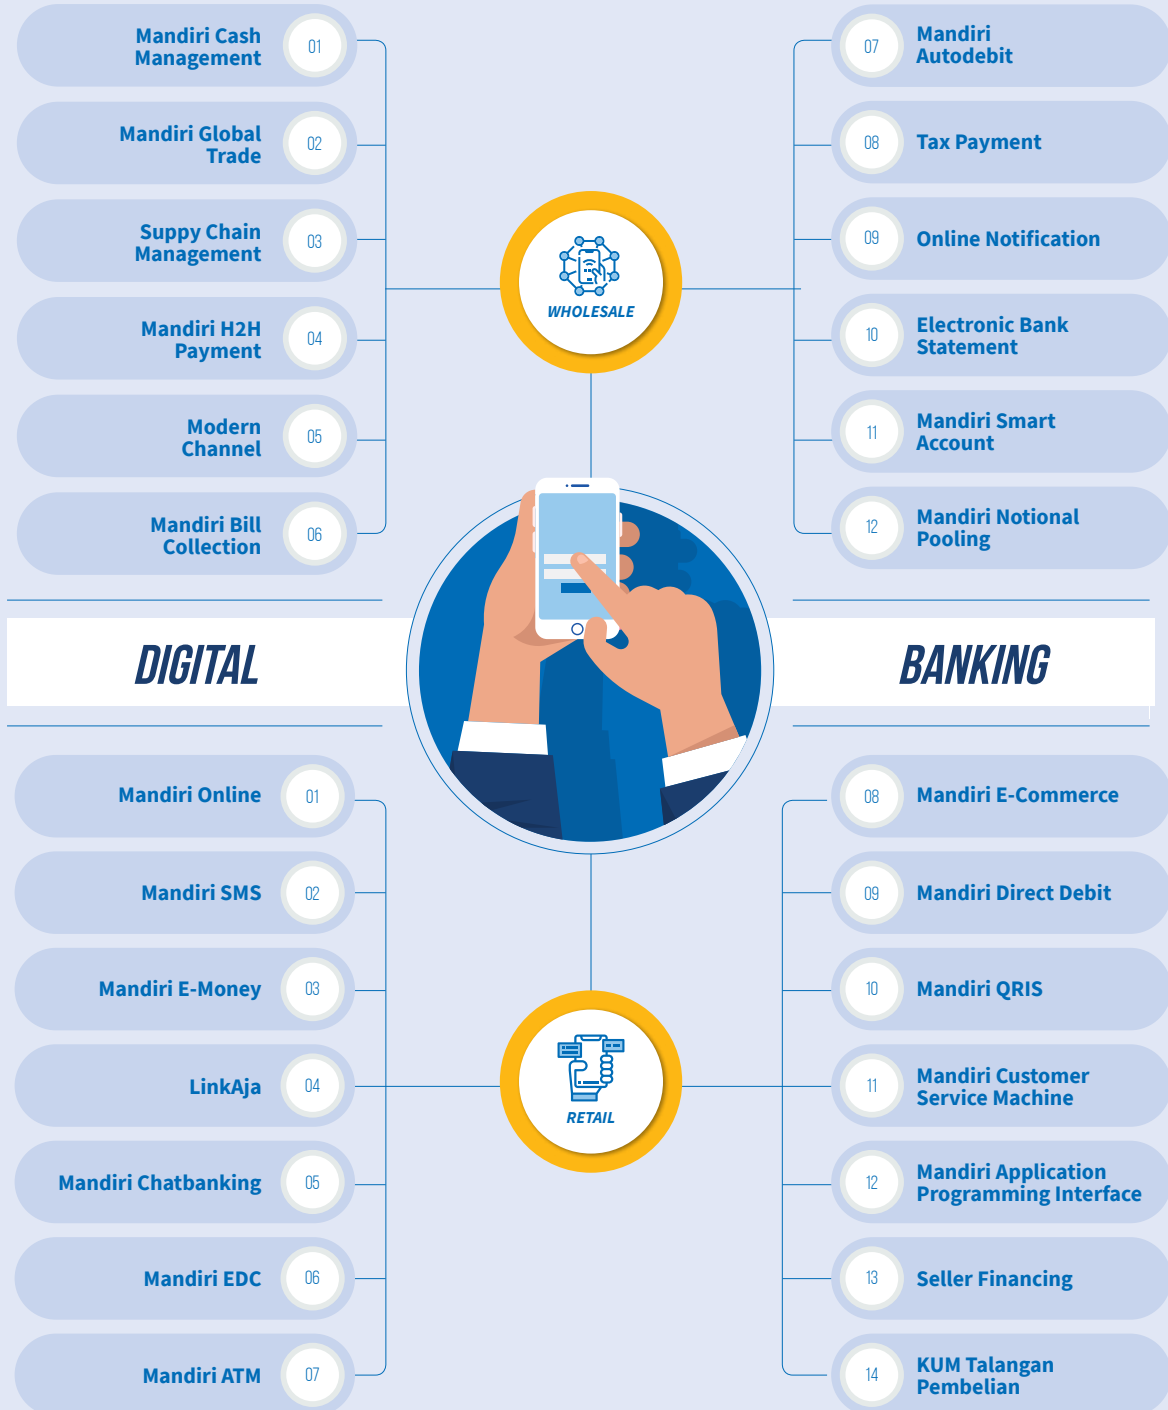 Mandiri Cash
Management
01
Mandiri Global
Trade
02
Suppy Chain
Management
03
Mandiri H2H
Payment
04
Modern
Channel
05
Mandiri Bill
Collection
06
WHOLESALE
07
Mandiri
Autodebit
08
Tax Payment
09
Online Notification
10
Electronic Bank
Statement
11
Mandiri Smart
Account
12
Mandiri Notional
Pooling
DIGITAL
BANKING
Mandiri Online
01
Mandiri SMS
02
Mandiri E-Money
03
LinkAja
04
Mandiri Chatbanking
05
Mandiri EDC
06
Mandiri ATM
07
RETAIL
08
Mandiri E-Commerce
09
Mandiri Direct Debit
10
Mandiri QRIS
11
Mandiri Customer
Service Machine
12
Mandiri Application
Programming Interface
13
Seller Financing
14
KUM Talangan
Pembelian